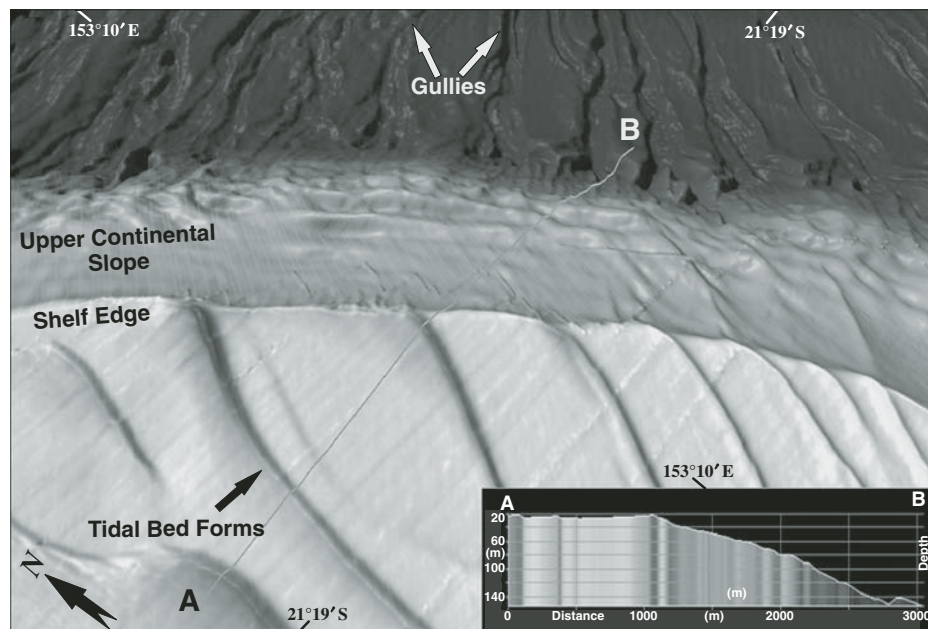 153°10′ E
21°19′ S
Gullies
B
Upper Continental
Slope
Shelf Edge
153°10′ E
Tidal Bed Forms
N
A
21°19′ S
A
B
20
60
(m)
100
140
Depth
(m)
0
Distance
1000
(m)
2000
3000